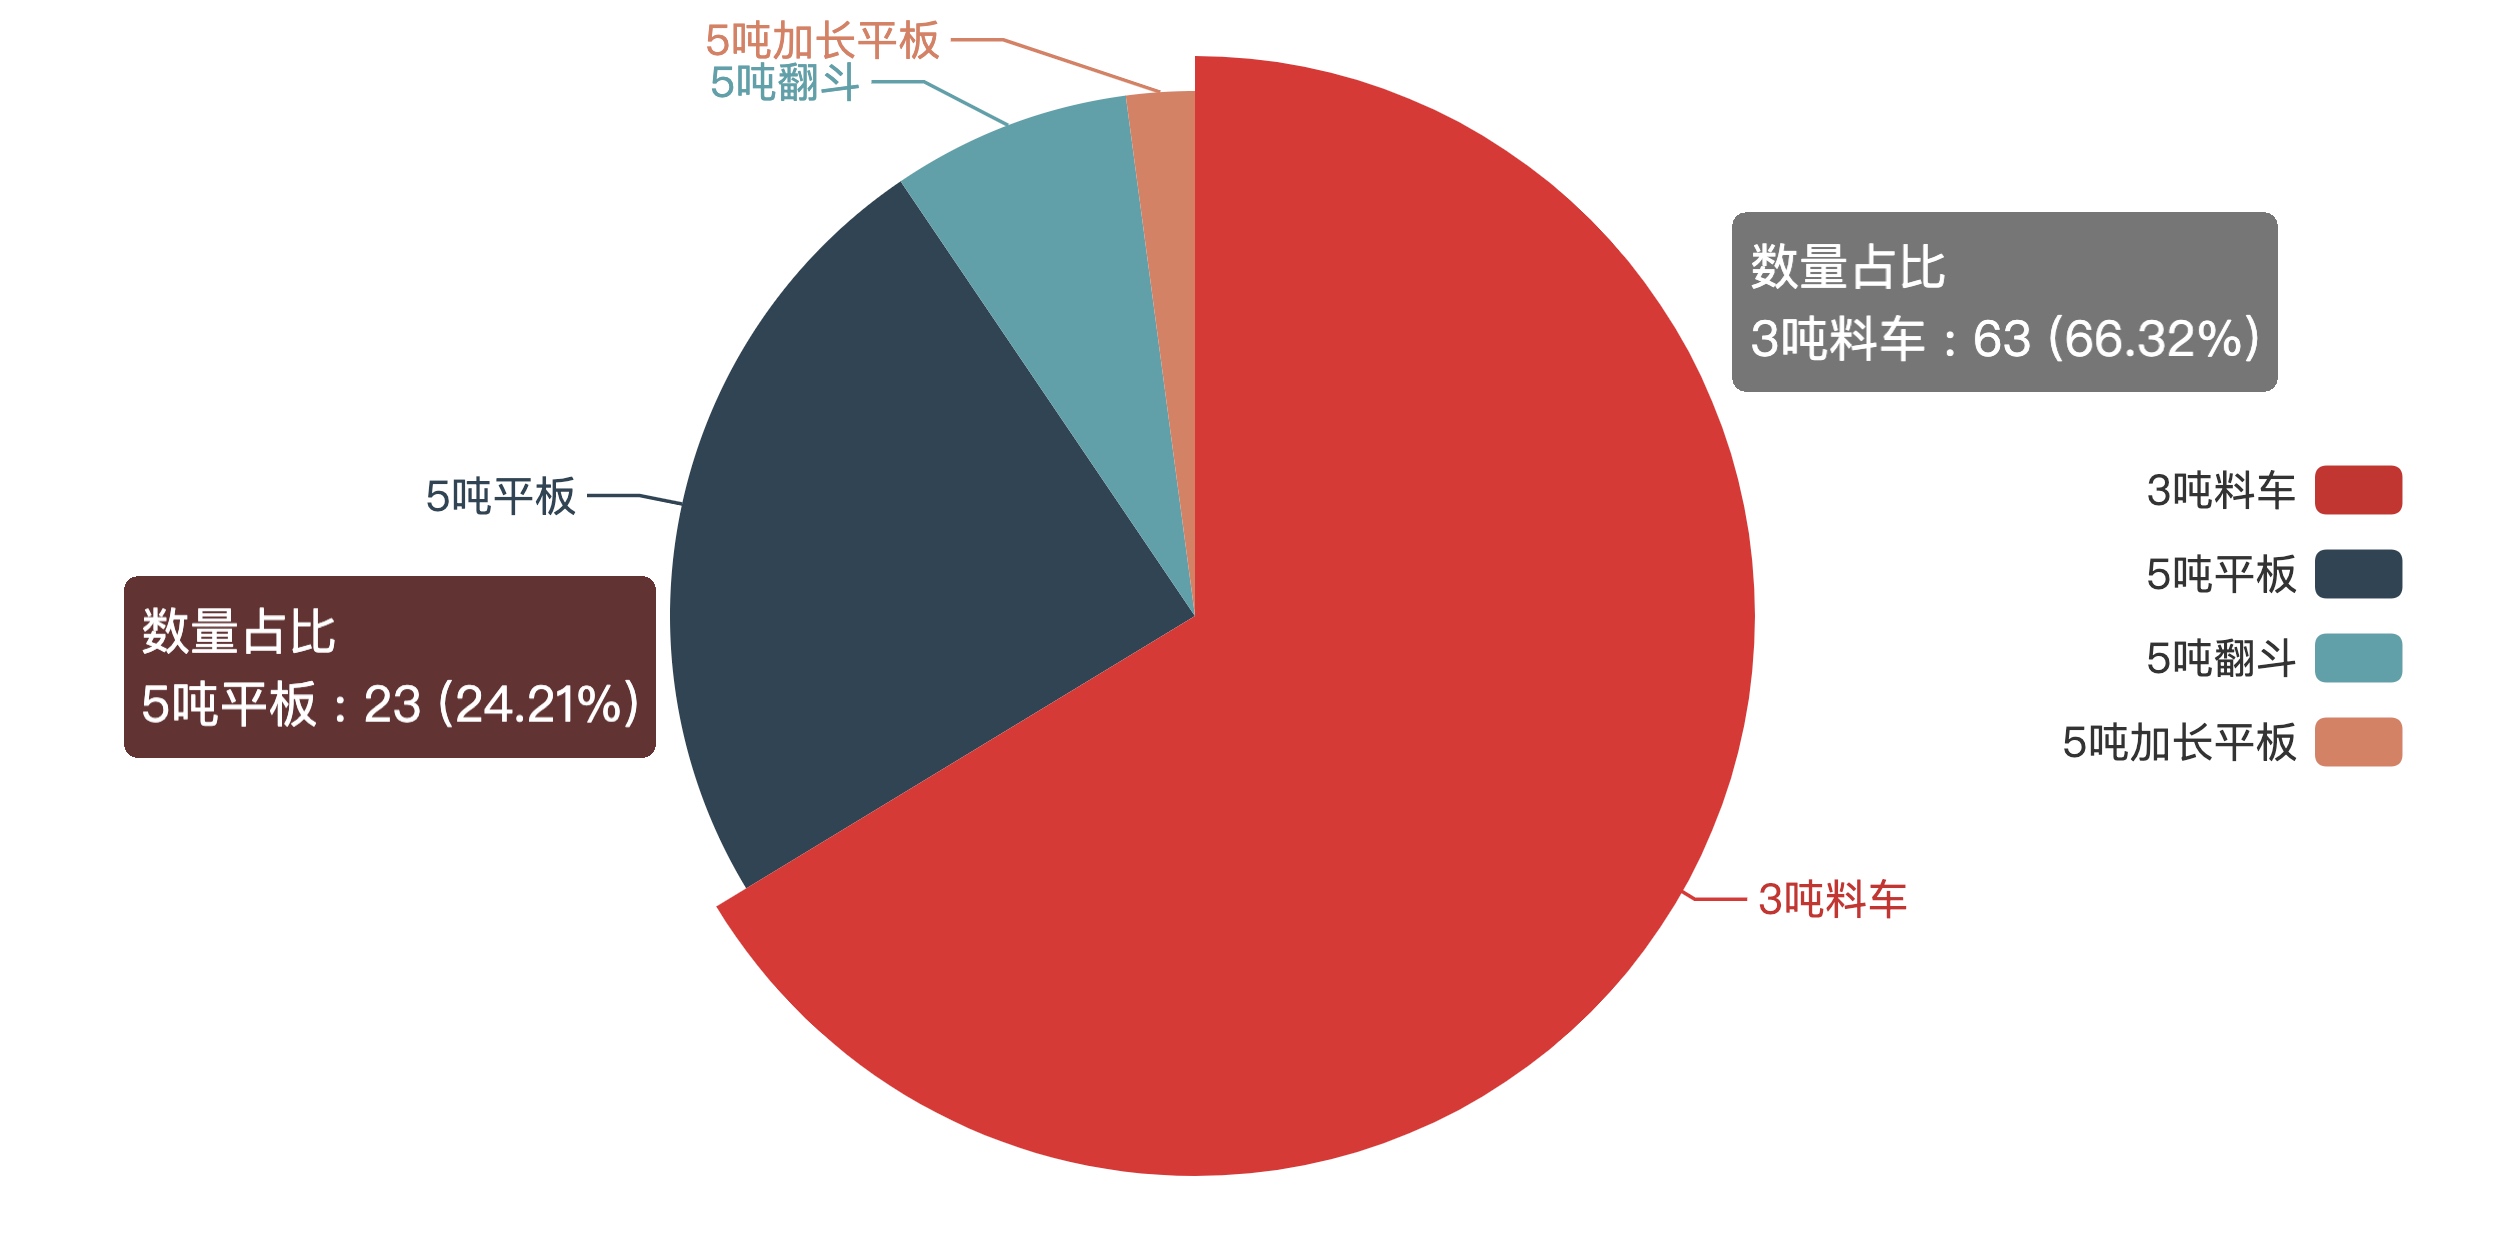 5吨加长平板
5吨翻斗
数量占比
3吨料车 : 63 (66.32%)
5吨平板
3吨料车
5吨平板
5吨翻斗
5吨加长平板
数量占比
5吨平板 : 23 (24.21%)
3吨料车